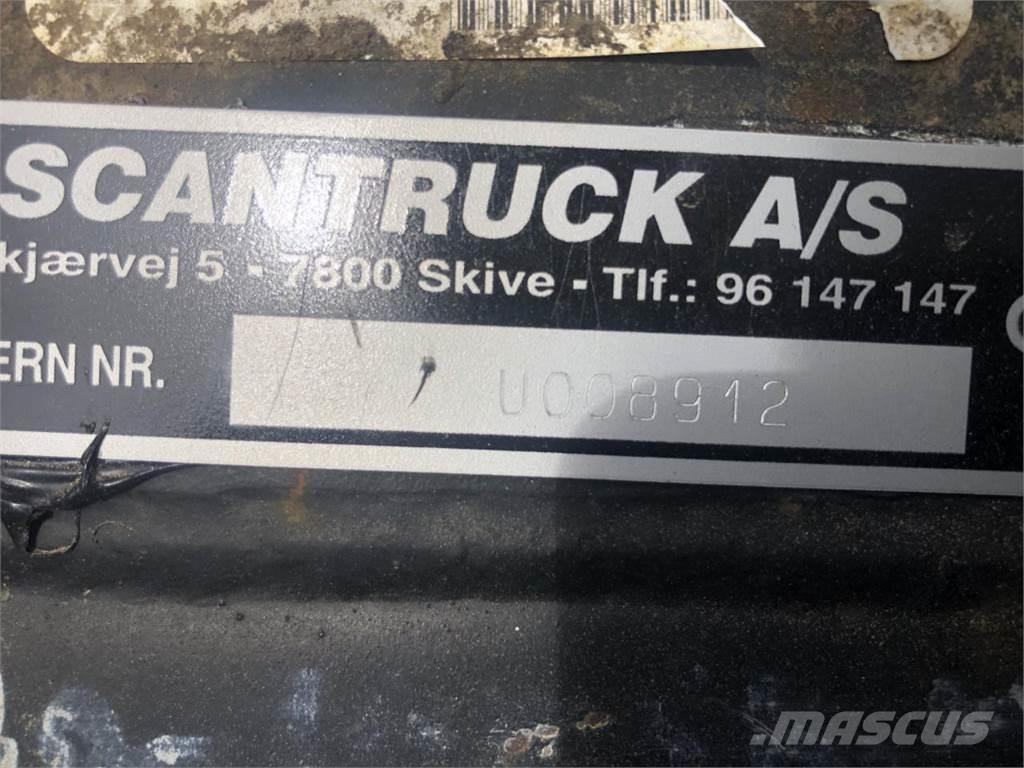 SCANTRUCK A/S
kjærvej 5 - 7800 Skive - Tlf.: 96 147 147
ERN NR.
U008912
MASCUS